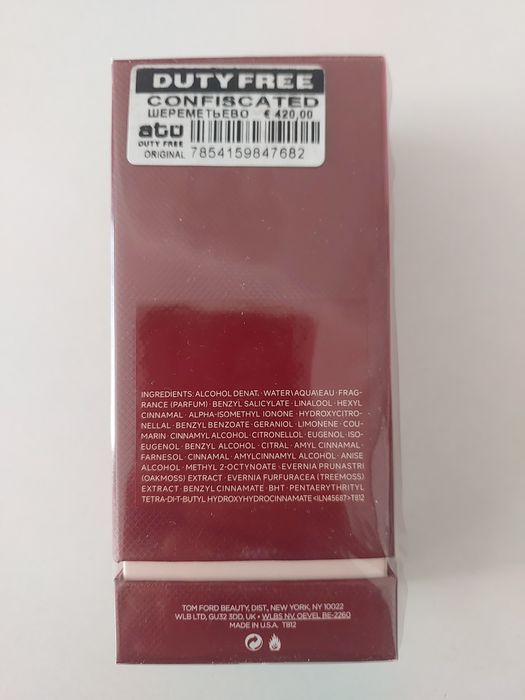 DUTY FREE
CONFISCATED
ШЕРЕМЕТЬЕВО € 420,00
atü
DUTY FREE
ORIGINAL 7854159847682
INGREDIENTS: ALCOHOL DENAT. · WATER\AQUA\EAU · FRAG-
RANCE (PARFUM) · BENZYL SALICYLATE · LINALOOL · HEXYL
CINNAMAL · ALPHA-ISOMETHYL IONONE · HYDROXYCITRO-
NELLAL · BENZYL BENZOATE · GERANIOL · LIMONENE · COU-
MARIN · CINNAMYL ALCOHOL · CITRONELLOL · EUGENOL · ISO-
EUGENOL · BENZYL ALCOHOL · CITRAL · AMYL CINNAMAL ·
FARNESOL · CINNAMAL · AMYLCINNAMYL ALCOHOL · ANISE
ALCOHOL · METHYL 2-OCTYNOATE · EVERNIA PRUNASTRI
(OAKMOSS) EXTRACT · EVERNIA FURFURACEA (TREEMOSS)
EXTRACT · BENZYL CINNAMATE · BHT · PENTAERYTHRITYL
TETRA-DI-T-BUTYL HYDROXYHYDROCINNAMATE <ILN45687> T812
TOM FORD BEAUTY, DIST., NEW YORK, NY 10022
WLB LTD, GU32 3DD, UK • WLBS NV, OEVEL BE-2260
MADE IN U.S.A. T812